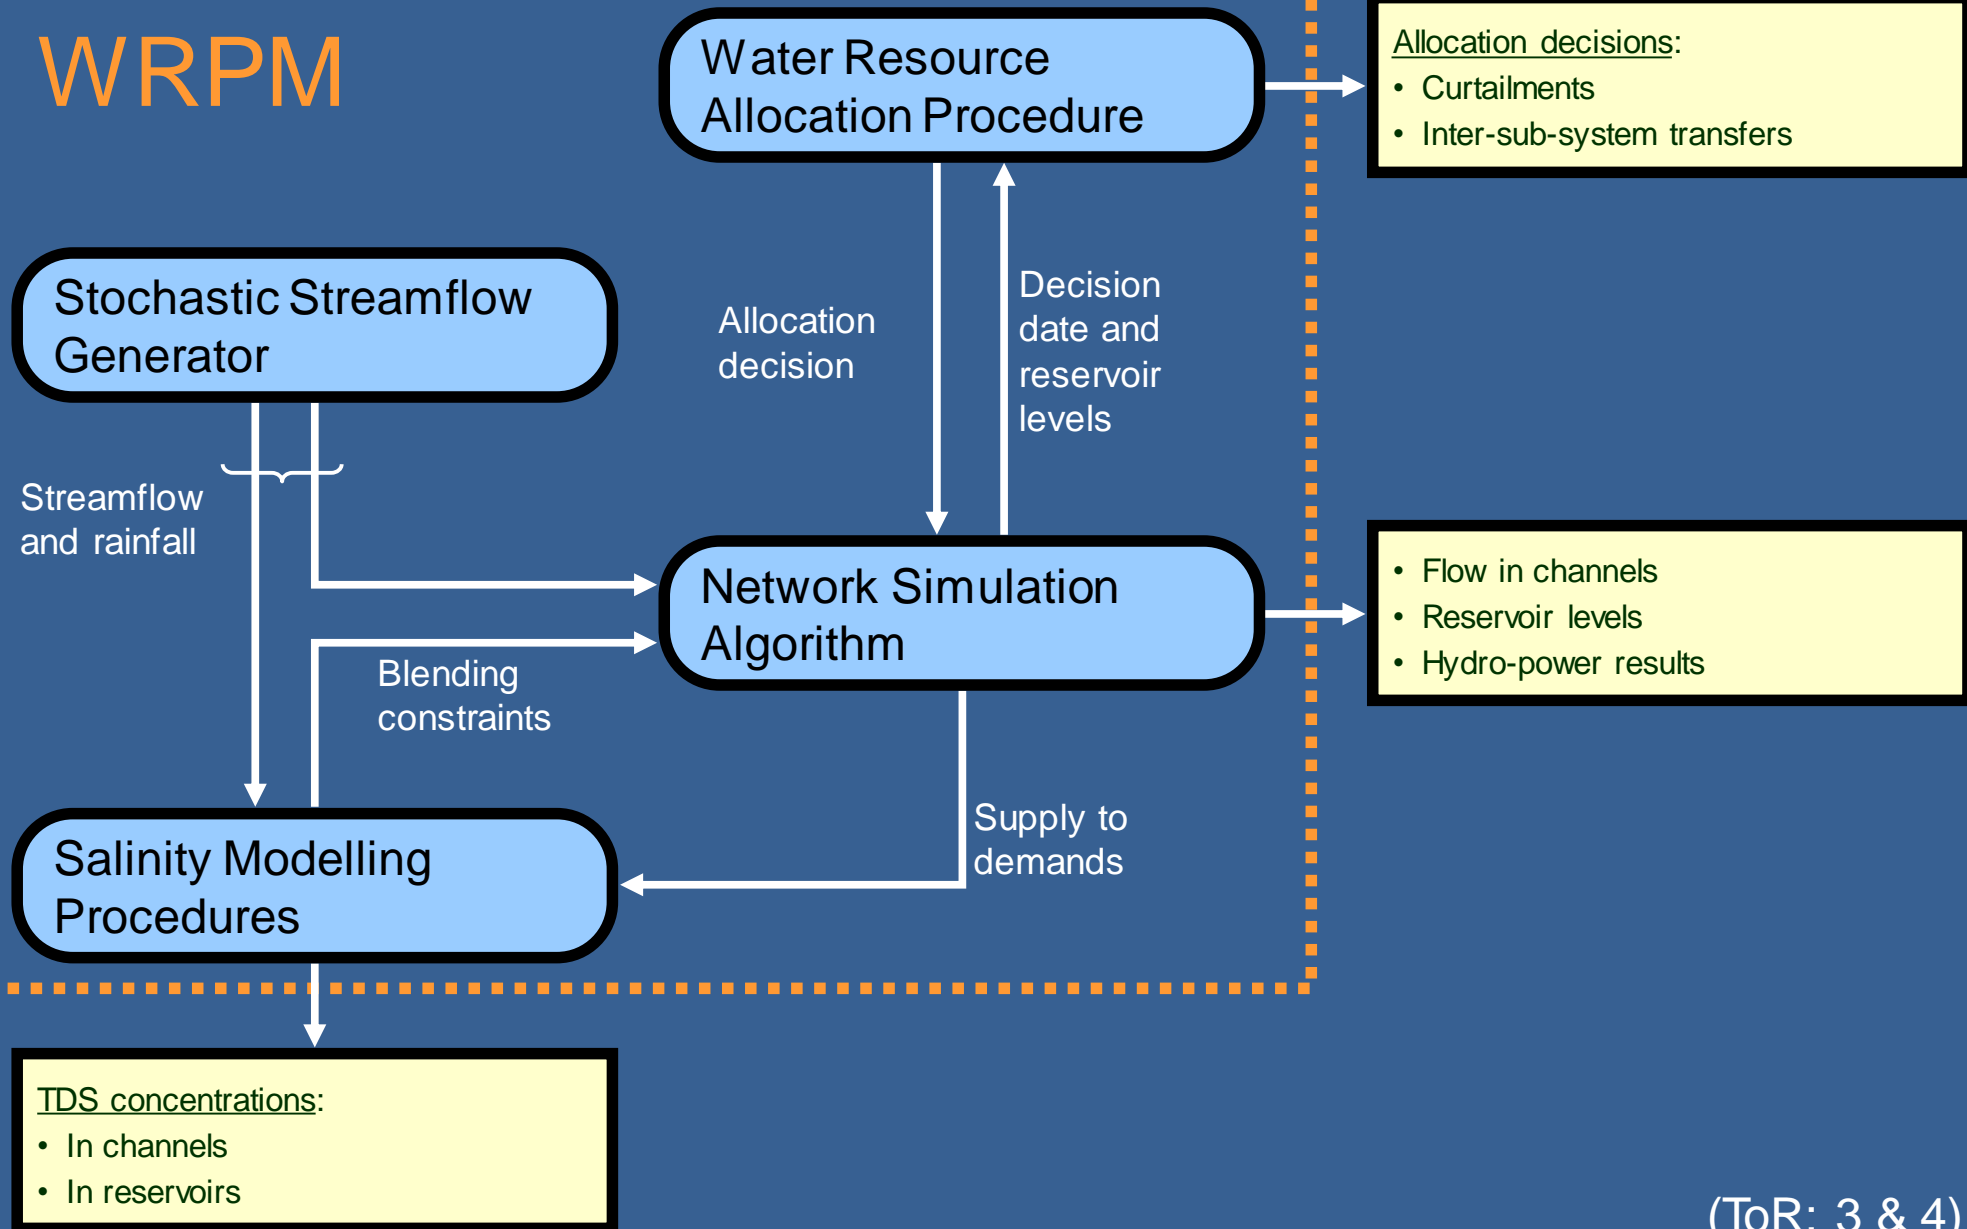 WRPM
Water Resource
Allocation Procedure
Allocation decisions:
• Curtailments
• Inter-sub-system transfers
Stochastic Streamflow
Generator
Allocation
decision
Decision
date and
reservoir
levels
Streamflow
and rainfall
Network Simulation
Algorithm
• Flow in channels
• Reservoir levels
• Hydro-power results
Blending
constraints
Supply to
demands
Salinity Modelling
Procedures
TDS concentrations:
• In channels
• In reservoirs
(ToR: 3 & 4)